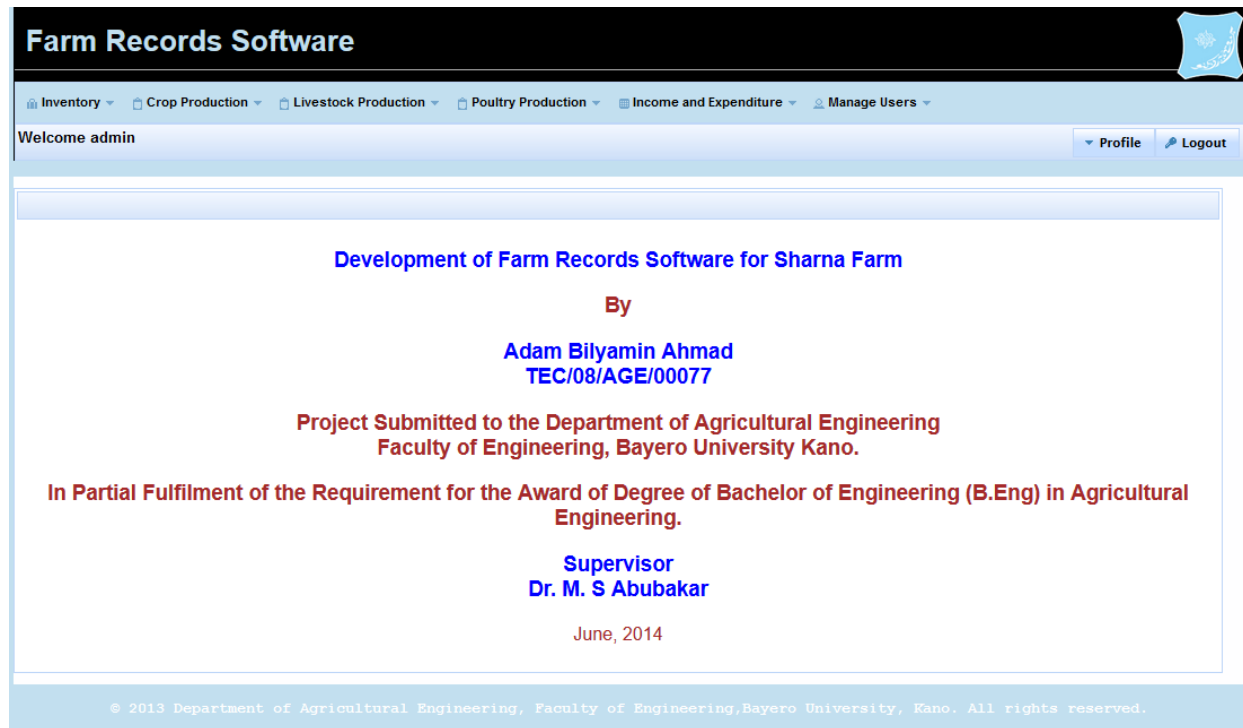 Farm Records Software
Inventory Crop Production Livestock Production Poultry Production Income and Expenditure Manage Users
Welcome admin Profile Logout
Development of Farm Records Software for Sharna Farm
By
Adam Bilyamin Ahmad
TEC/08/AGE/00077
Project Submitted to the Department of Agricultural Engineering
Faculty of Engineering, Bayero University Kano.
In Partial Fulfilment of the Requirement for the Award of Degree of Bachelor of Engineering (B.Eng) in Agricultural
Engineering.
Supervisor
Dr. M. S Abubakar
June, 2014
© 2013 Department of Agricultural Engineering, Faculty of Engineering,Bayero University, Kano. All rights reserved.